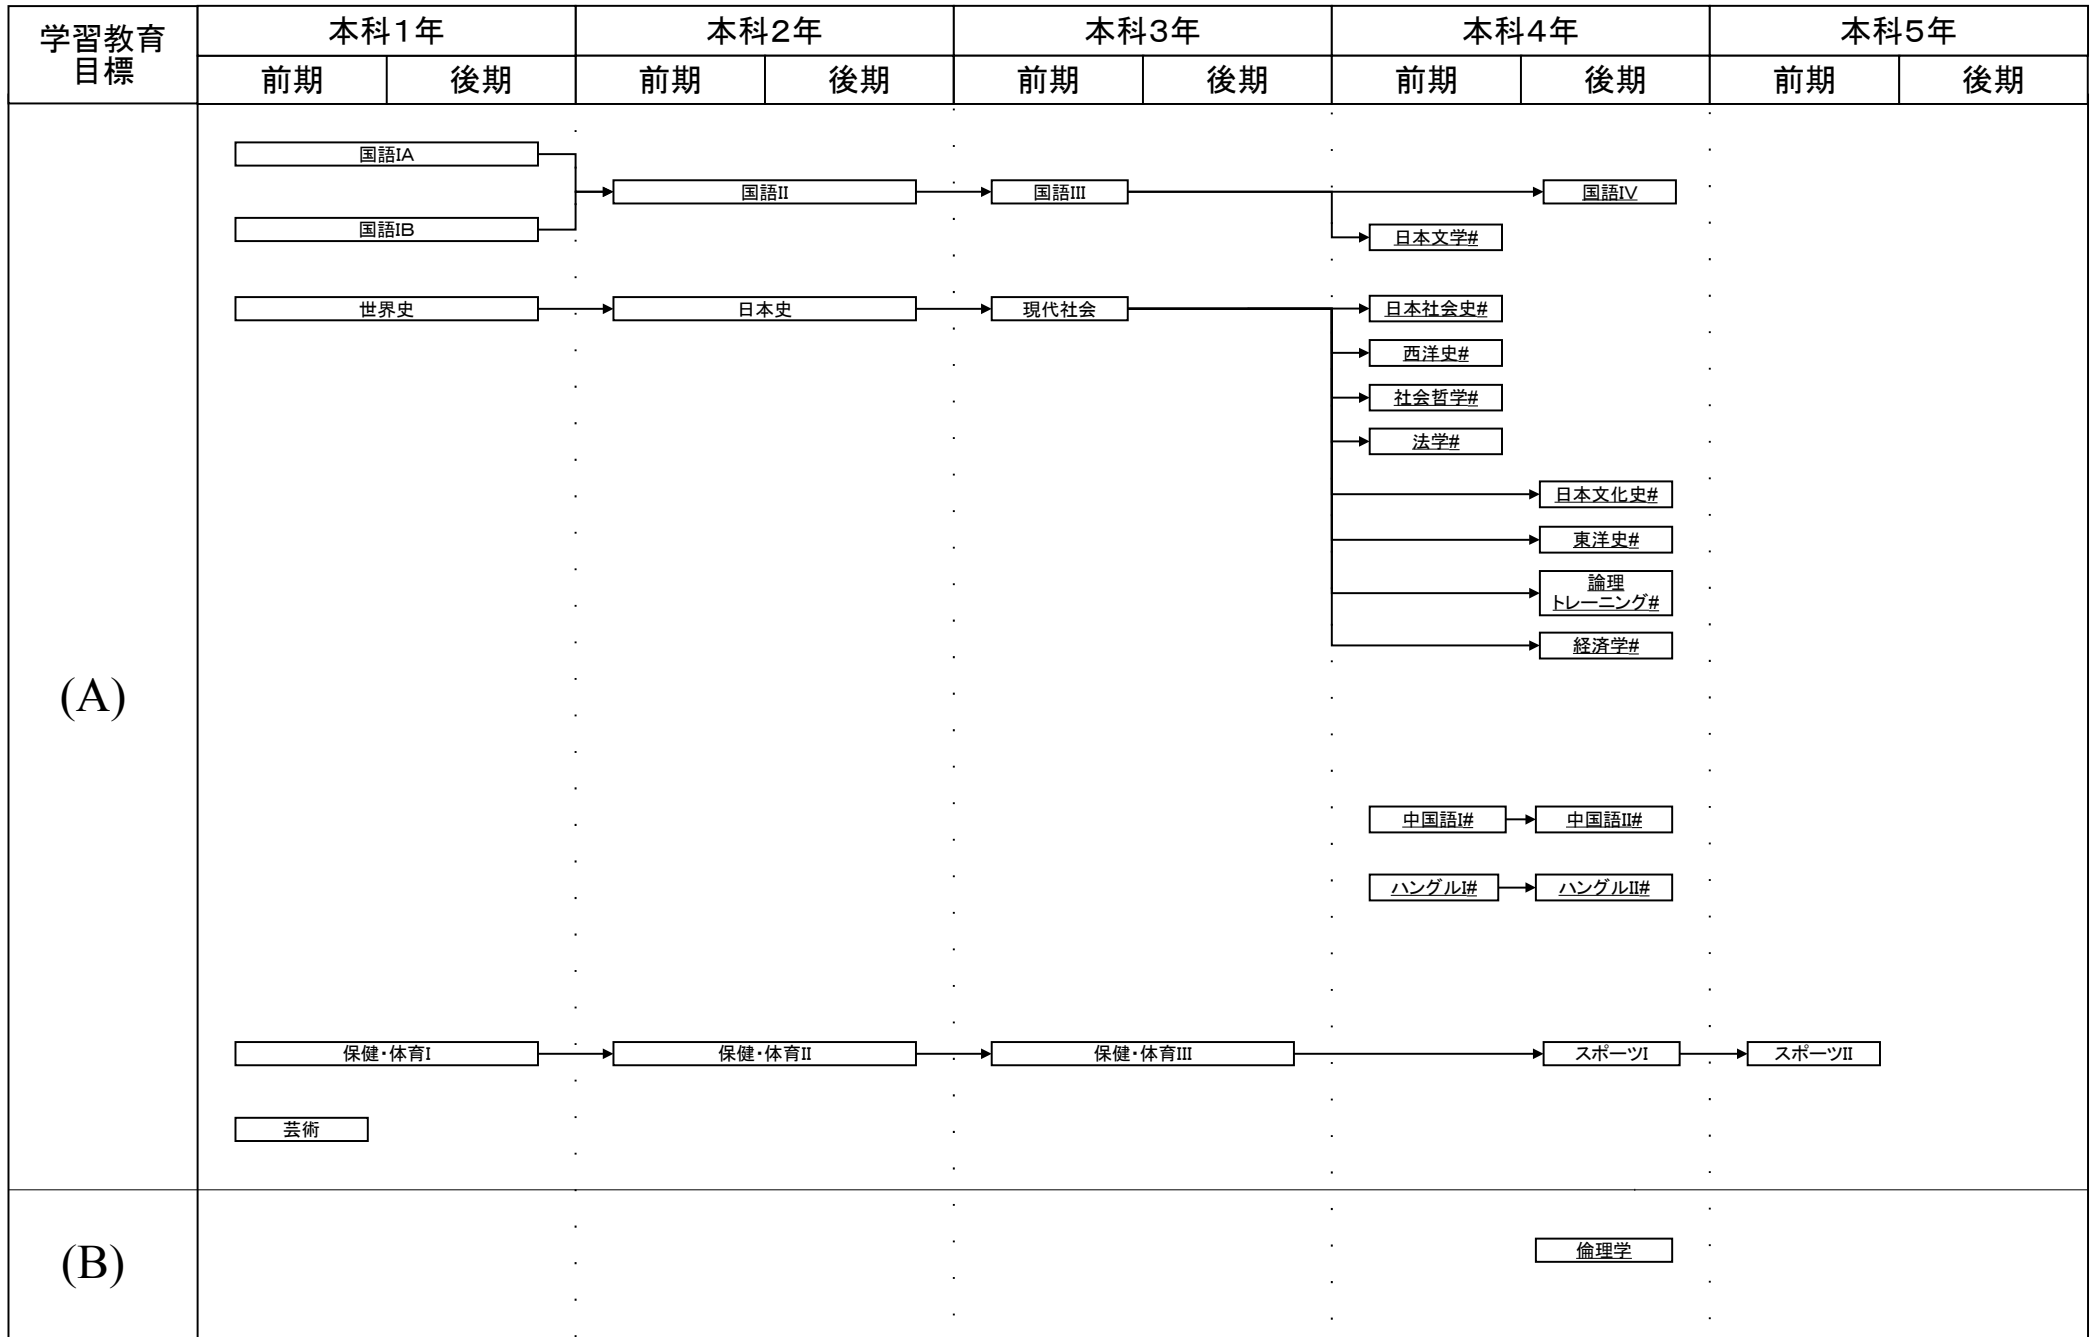 学習教育
目標
本科1年
本科2年
本科3年
本科4年
本科5年
前期
後期
前期
後期
前期
後期
前期
後期
前期
後期
(A)
国語IA
国語IB
国語II
国語III
国語IV
日本文学#
世界史
日本史
現代社会
日本社会史#
西洋史#
社会哲学#
法学#
日本文化史#
東洋史#
論理
トレーニング#
経済学#
中国語I#
中国語II#
ハングルI#
ハングルII#
保健・体育I
保健・体育II
保健・体育III
スポーツI
スポーツII
芸術
(B)
倫理学